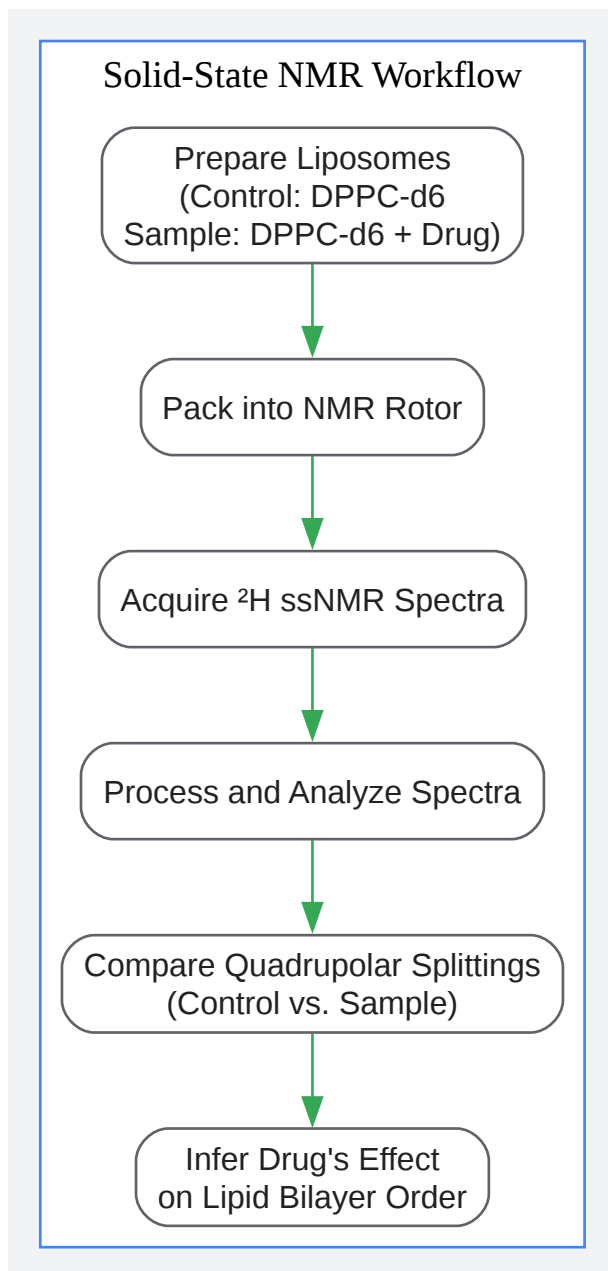 Solid-State NMR Workflow
Prepare Liposomes
(Control: DPPC-d6
Sample: DPPC-d6 + Drug)
Pack into NMR Rotor
Acquire ²H ssNMR Spectra
Process and Analyze Spectra
Compare Quadrupolar Splittings
(Control vs. Sample)
Infer Drug's Effect
on Lipid Bilayer Order